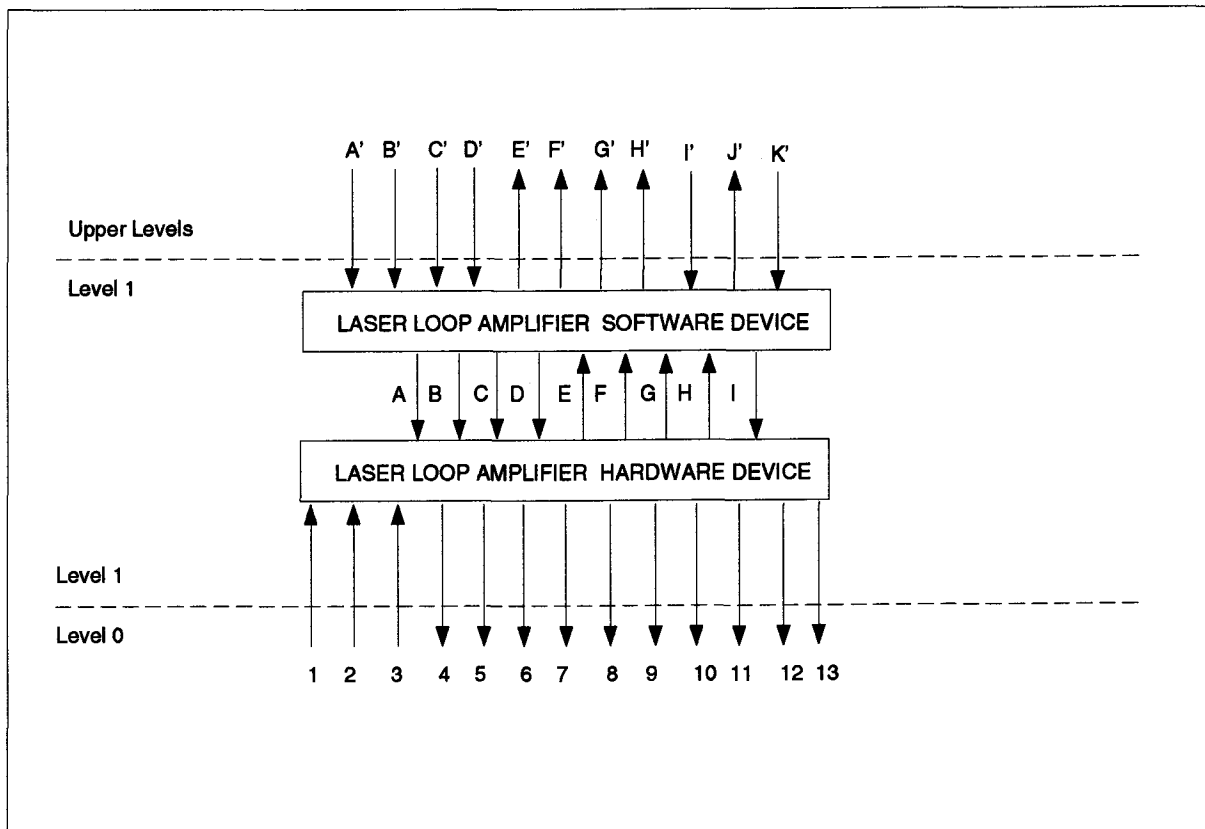 A' B' C' D' E' F' G' H' I' J' K'
Upper Levels
Level 1
LASER LOOP AMPLIFIER SOFTWARE DEVICE
A B C D E F G H I
LASER LOOP AMPLIFIER HARDWARE DEVICE
Level 1
Level 0
1 2 3 4 5 6 7 8 9 10 11 12 13